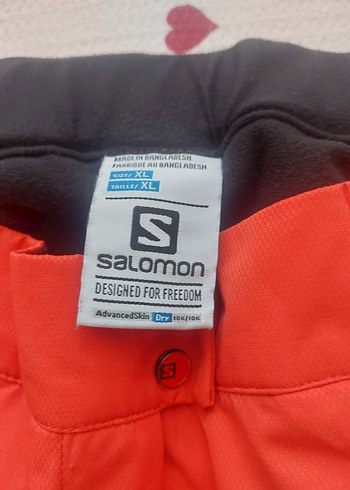 MADE IN BANGLADESH
FABRIQUE AU BANGLADESH
SIZE/ XL
TAILLE/ XL
S
salomon
DESIGNED FOR FREEDOM
AdvancedSkin Dry 10K/10K
S